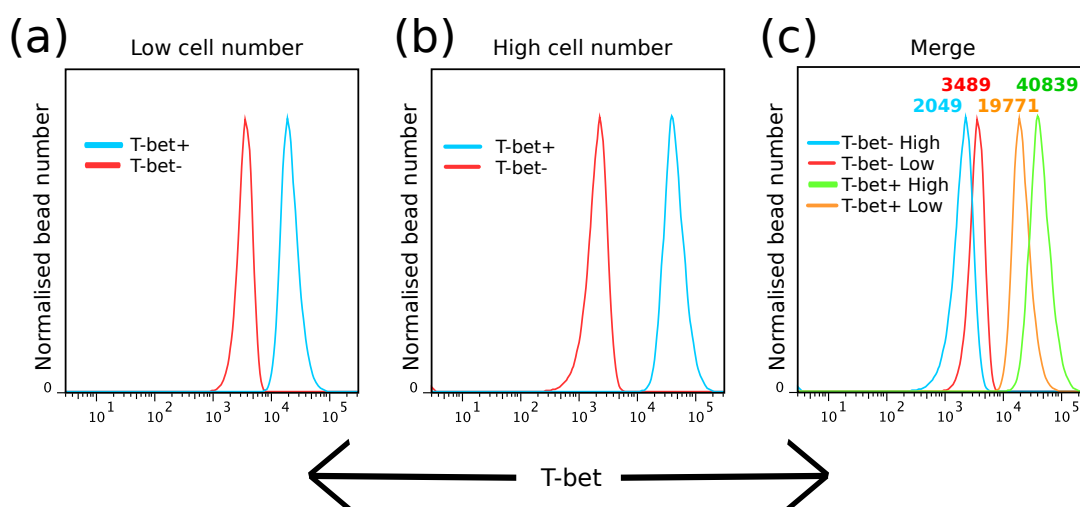 (a)
Low cell number
Normalised bead number
T-bet+
T-bet-
0
10^1 10^2 10^3 10^4 10^5
(b)
High cell number
Normalised bead number
T-bet+
T-bet-
0
10^1 10^2 10^3 10^4 10^5
(c)
Merge
Normalised bead number
3489 40839
2049 19771
T-bet- High
T-bet- Low
T-bet+ High
T-bet+ Low
0
10^1 10^2 10^3 10^4 10^5
T-bet